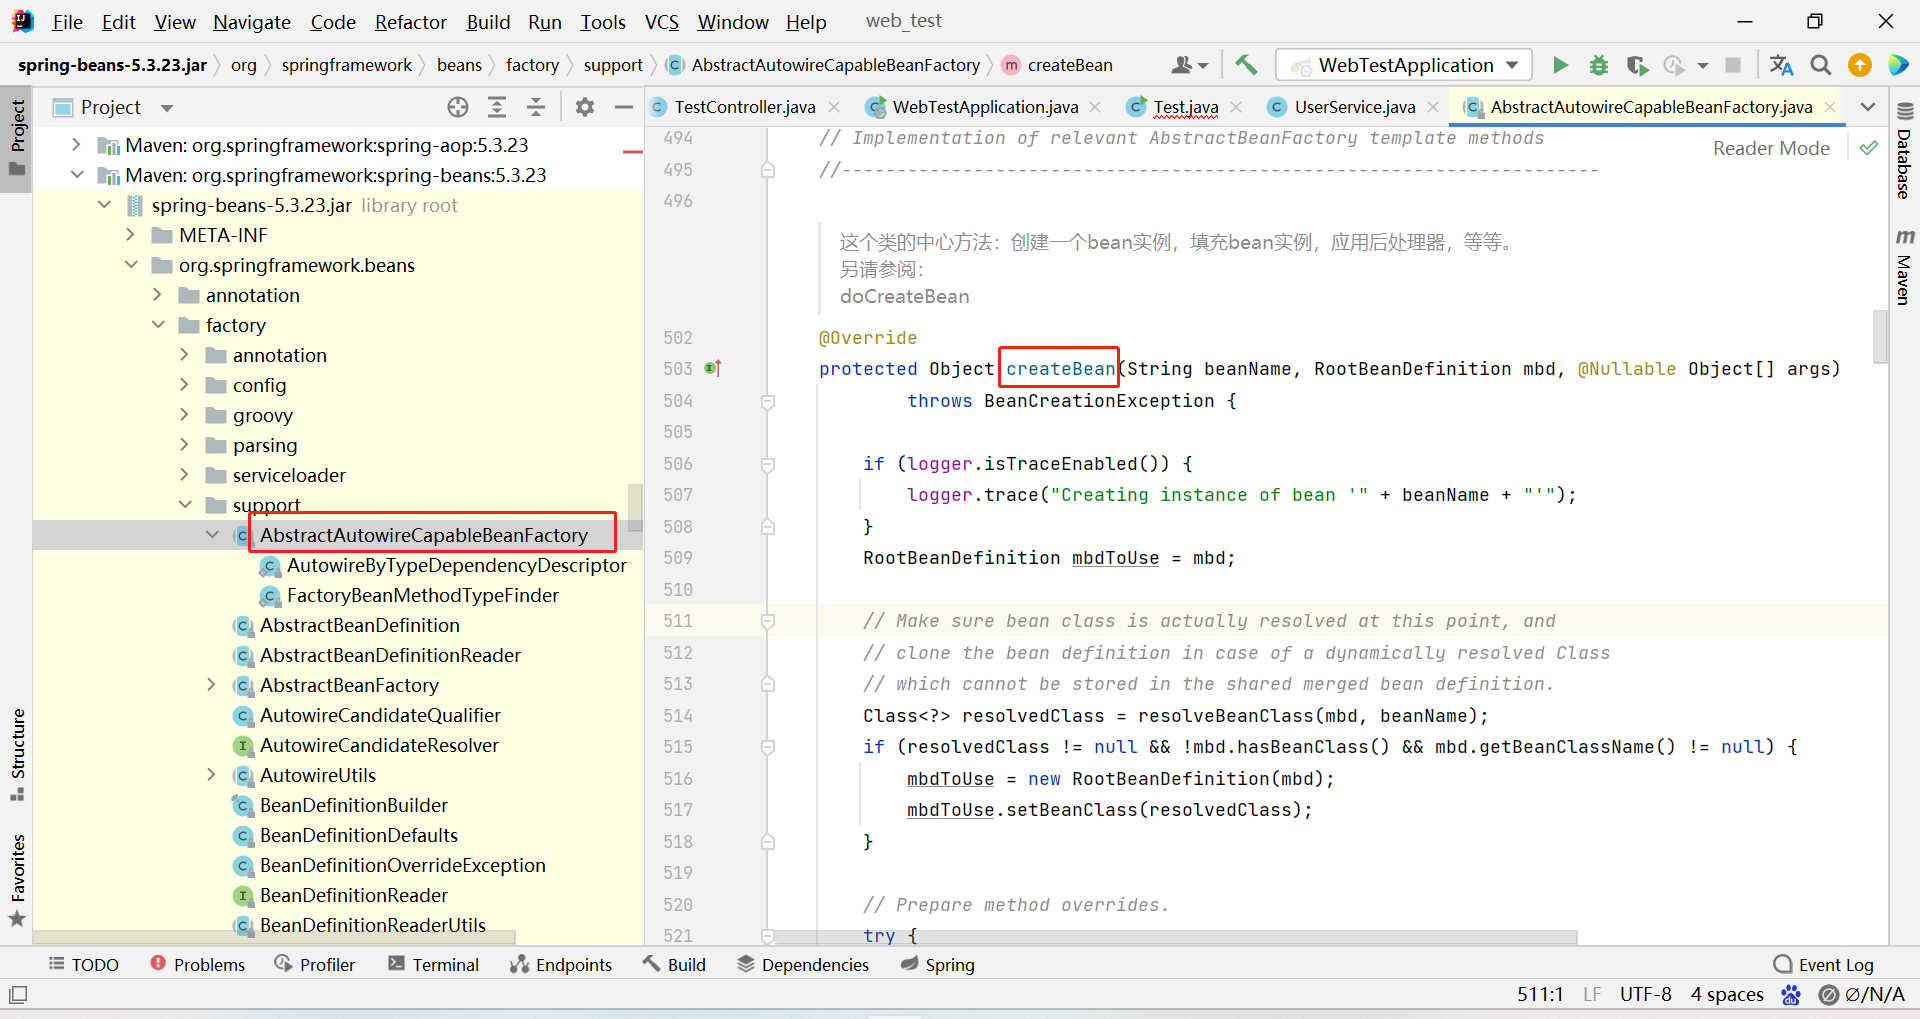 File Edit View Navigate Code Refactor Build Run Tools VCS Window Help web_test
spring-beans-5.3.23.jar org springframework beans factory support AbstractAutowireCapableBeanFactory createBean WebTestApplication
Project
TestController.java WebTestApplication.java Test.java UserService.java AbstractAutowireCapableBeanFactory.java
Project
Structure
Favorites
Maven: org.springframework:spring-aop:5.3.23
Maven: org.springframework:spring-beans:5.3.23
spring-beans-5.3.23.jar library root
META-INF
org.springframework.beans
annotation
factory
annotation
config
groovy
parsing
serviceloader
support
AbstractAutowireCapableBeanFactory
AutowireByTypeDependencyDescriptor
FactoryBeanMethodTypeFinder
AbstractBeanDefinition
AbstractBeanDefinitionReader
AbstractBeanFactory
AutowireCandidateQualifier
AutowireCandidateResolver
AutowireUtils
BeanDefinitionBuilder
BeanDefinitionDefaults
BeanDefinitionOverrideException
BeanDefinitionReader
BeanDefinitionReaderUtils
Reader Mode
494 // Implementation of relevant AbstractBeanFactory template methods
495 //---------------------------------------------------------------------
496
这个类的中心方法：创建一个bean实例，填充bean实例，应用后处理器，等等。
另请参阅：
doCreateBean
502 @Override
503 protected Object createBean(String beanName, RootBeanDefinition mbd, @Nullable Object[] args)
504 throws BeanCreationException {
505
506 if (logger.isTraceEnabled()) {
507 logger.trace("Creating instance of bean '" + beanName + "'");
508 }
509 RootBeanDefinition mbdToUse = mbd;
510
511 // Make sure bean class is actually resolved at this point, and
512 // clone the bean definition in case of a dynamically resolved Class
513 // which cannot be stored in the shared merged bean definition.
514 Class<?> resolvedClass = resolveBeanClass(mbd, beanName);
515 if (resolvedClass != null && !mbd.hasBeanClass() && mbd.getBeanClassName() != null) {
516 mbdToUse = new RootBeanDefinition(mbd);
517 mbdToUse.setBeanClass(resolvedClass);
518 }
519
520 // Prepare method overrides.
521 try {
Database
Maven
TODO Problems Profiler Terminal Endpoints Build Dependencies Spring Event Log
511:1 LF UTF-8 4 spaces ∅/N/A